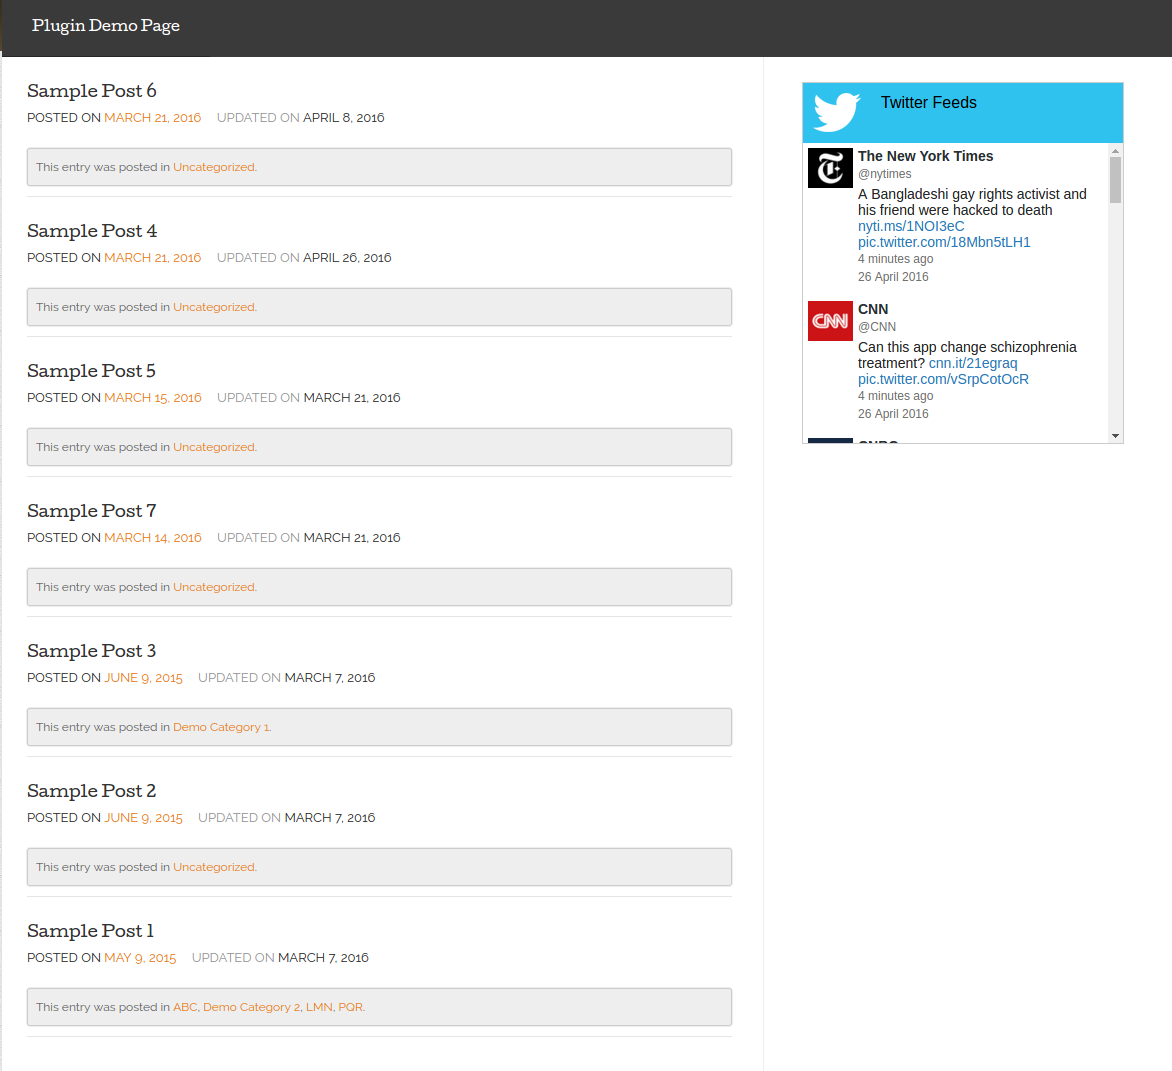 Plugin Demo Page
Sample Post 6
POSTED ON MARCH 21, 2016 UPDATED ON APRIL 8, 2016
This entry was posted in Uncategorized.
Sample Post 4
POSTED ON MARCH 21, 2016 UPDATED ON APRIL 26, 2016
This entry was posted in Uncategorized.
Sample Post 5
POSTED ON MARCH 15, 2016 UPDATED ON MARCH 21, 2016
This entry was posted in Uncategorized.
Sample Post 7
POSTED ON MARCH 14, 2016 UPDATED ON MARCH 21, 2016
This entry was posted in Uncategorized.
Sample Post 3
POSTED ON JUNE 9, 2015 UPDATED ON MARCH 7, 2016
This entry was posted in Demo Category 1.
Sample Post 2
POSTED ON JUNE 9, 2015 UPDATED ON MARCH 7, 2016
This entry was posted in Uncategorized.
Sample Post 1
POSTED ON MAY 9, 2015 UPDATED ON MARCH 7, 2016
This entry was posted in ABC, Demo Category 2, LMN, PQR.
Twitter Feeds
The New York Times
@nytimes
A Bangladeshi gay rights activist and
his friend were hacked to death
nyti.ms/1NOI3eC
pic.twitter.com/18Mbn5tLH1
4 minutes ago
26 April 2016
CNN
CNN
@CNN
Can this app change schizophrenia
treatment? cnn.it/21egraq
pic.twitter.com/vSrpCotOcR
4 minutes ago
26 April 2016